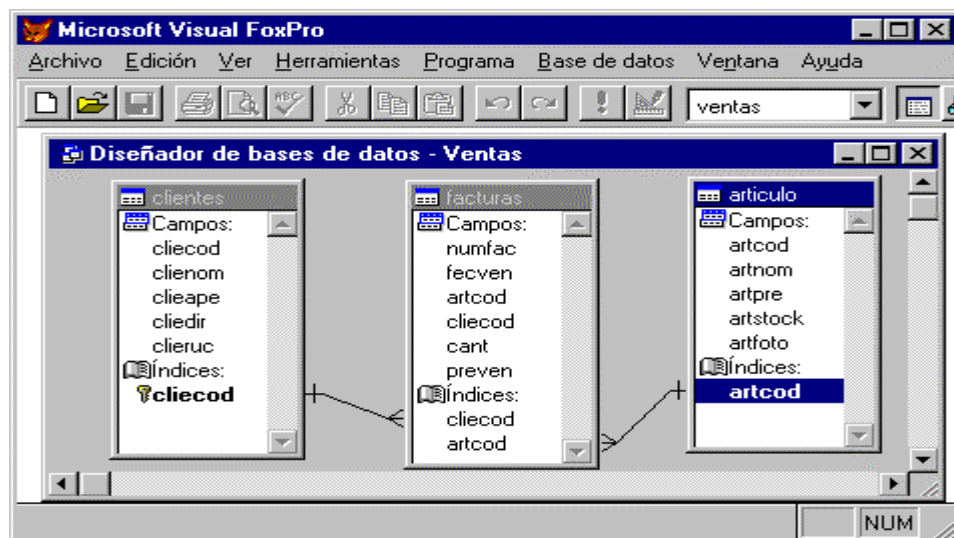 Microsoft Visual FoxPro
Archivo Edición Ver Herramientas Programa Base de datos Ventana Ayuda
ABC
ventas
Diseñador de bases de datos - Ventas
clientes
Campos:
cliecod
clienom
clieape
cliedir
clieruc
Índices:
cliecod
facturas
Campos:
numfac
fecven
artcod
cliecod
cant
preven
Índices:
cliecod
artcod
articulo
Campos:
artcod
artnom
artpre
artstock
artfoto
Índices:
artcod
NUM